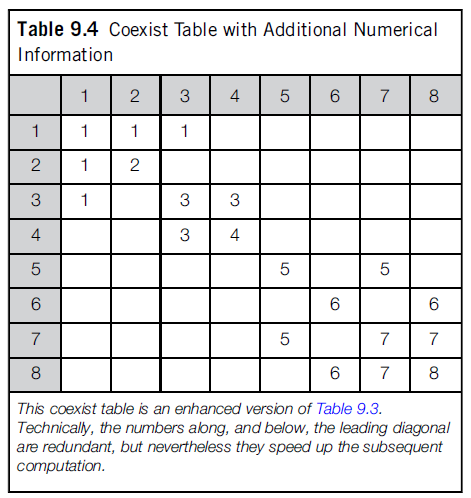 Table 9.4 Coexist Table with Additional Numerical
Information
1 2 3 4 5 6 7 8
1 1 1 1
2 1 2
3 1 3 3
4 3 4
5 5 5
6 6 6
7 5 7 7
8 6 7 8
This coexist table is an enhanced version of Table 9.3.
Technically, the numbers along, and below, the leading diagonal
are redundant, but nevertheless they speed up the subsequent
computation.